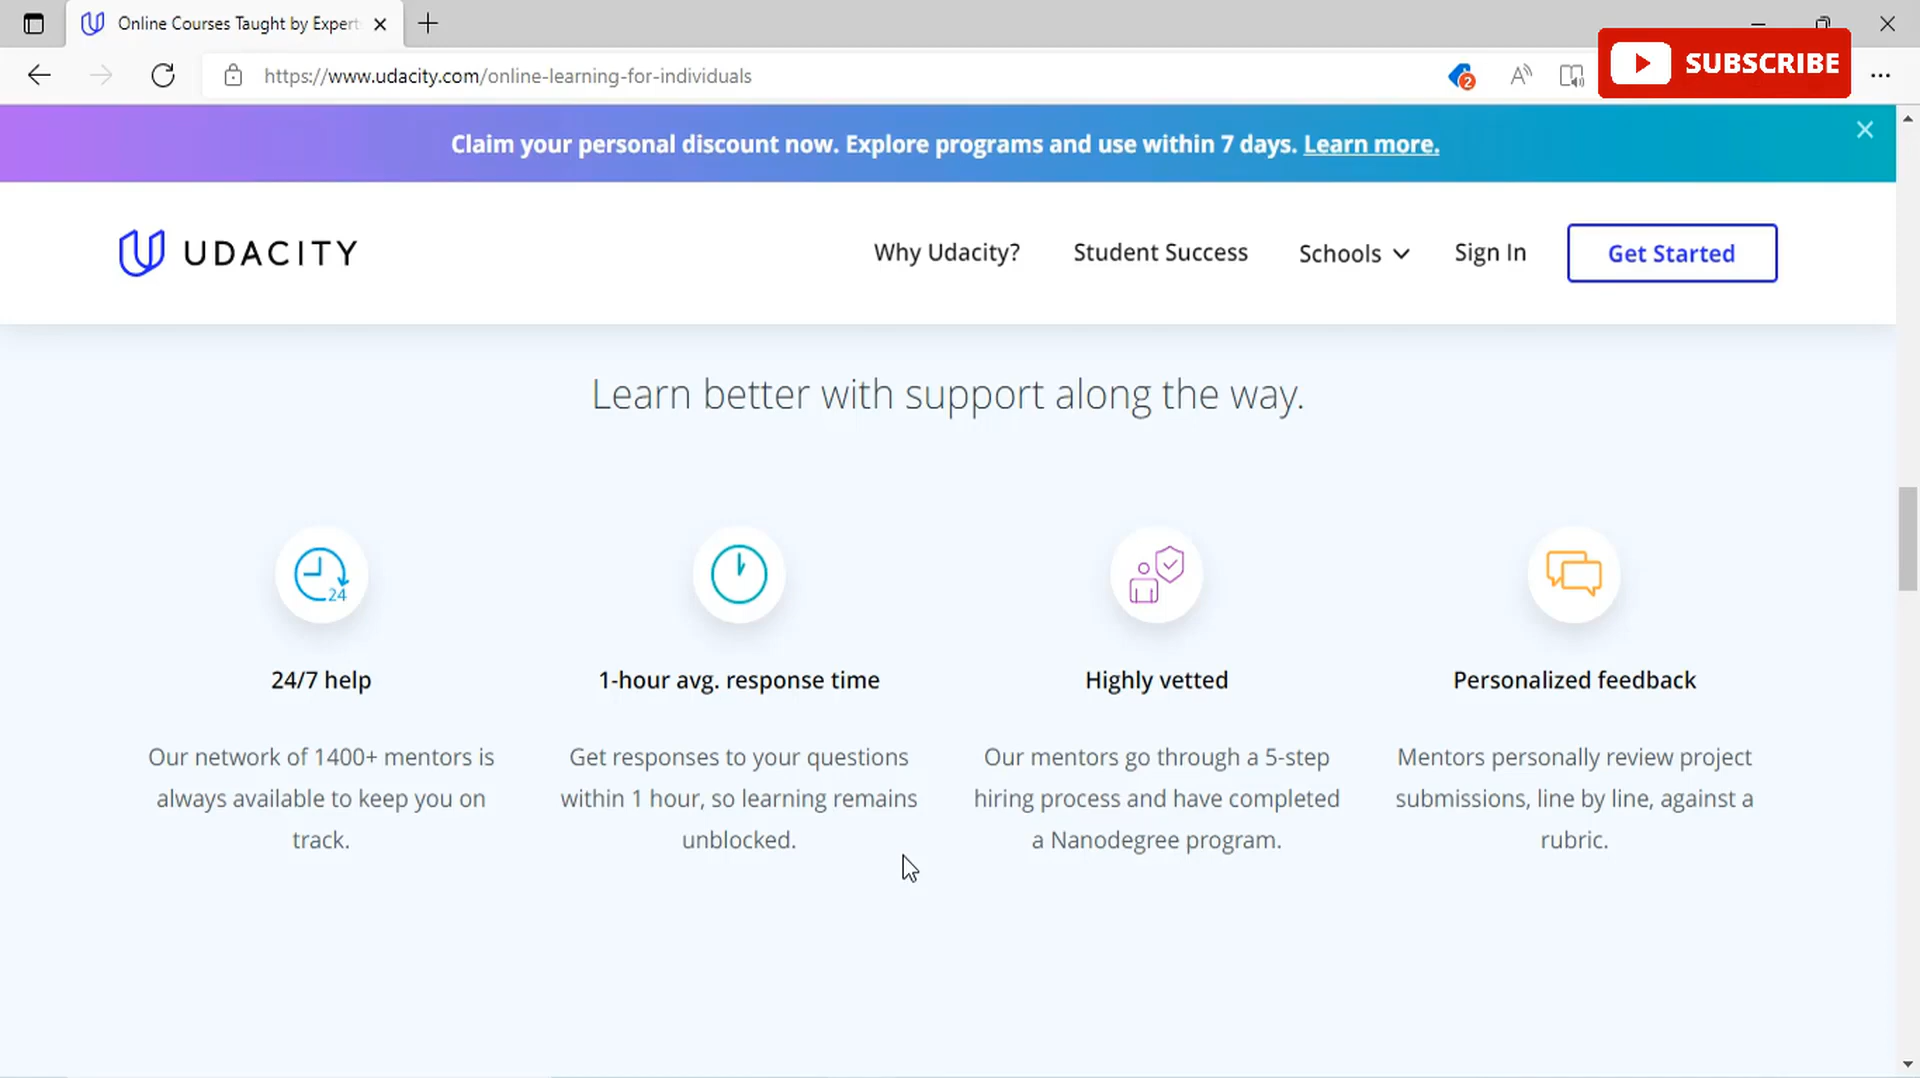 Online Courses Taught by Expert
https://www.udacity.com/online-learning-for-individuals
2
SUBSCRIBE
Claim your personal discount now. Explore programs and use within 7 days. Learn more.
UDACITY
Why Udacity?
Student Success
Schools
Sign In
Get Started
Learn better with support along the way.
24
24/7 help
Our network of 1400+ mentors is
always available to keep you on
track.
1-hour avg. response time
Get responses to your questions
within 1 hour, so learning remains
unblocked.
Highly vetted
Our mentors go through a 5-step
hiring process and have completed
a Nanodegree program.
Personalized feedback
Mentors personally review project
submissions, line by line, against a
rubric.